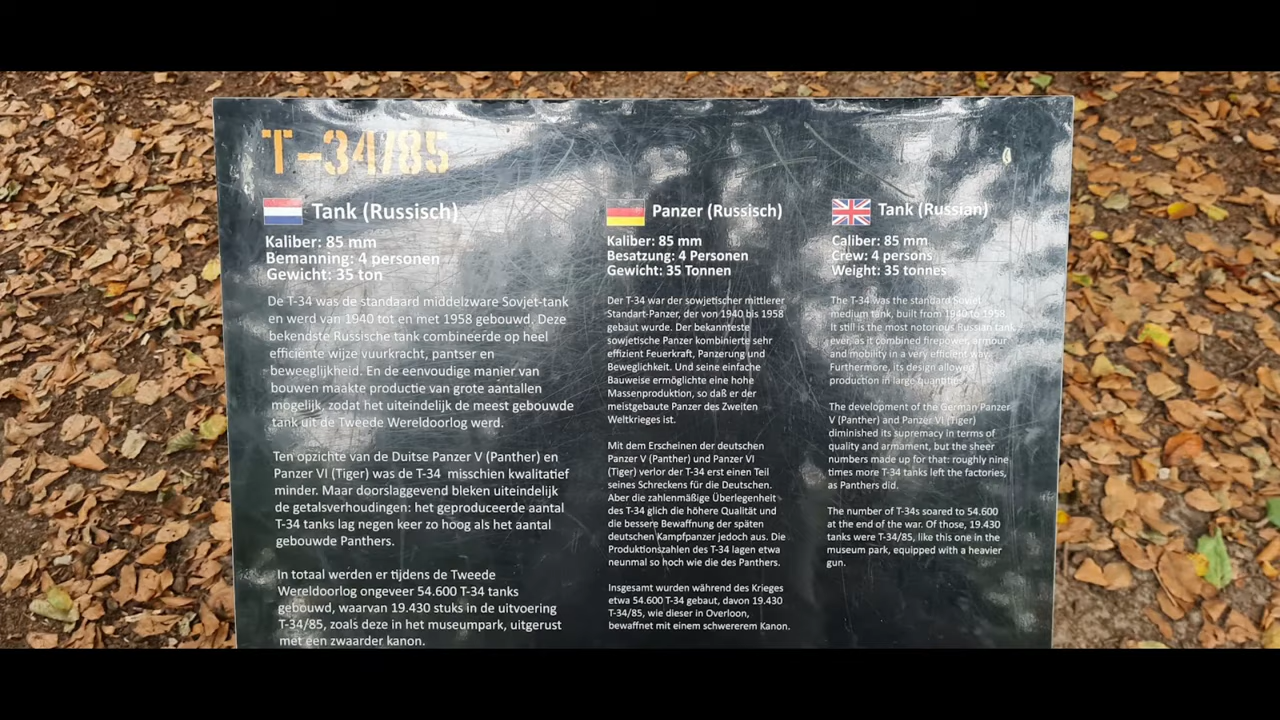 T-34/85
Tank (Russisch)
Kaliber: 85 mm
Bemanning: 4 personen
Gewicht: 35 ton
De T-34 was de standaard middelzware Sovjet-tank
en werd van 1940 tot en met 1958 gebouwd. Deze
bekendste Russische tank combineerde op heel
efficiënte wijze vuurkracht, pantser en
beweeglijkheid. En de eenvoudige manier van
bouwen maakte productie van grote aantallen
mogelijk, zodat het uiteindelijk de meest gebouwde
tank uit de Tweede Wereldoorlog werd.
Ten opzichte van de Duitse Panzer V (Panther) en
Panzer VI (Tiger) was de T-34 misschien kwalitatief
minder. Maar doorslaggevend bleken uiteindelijk
de getalsverhoudingen: het geproduceerde aantal
T-34 tanks lag negen keer zo hoog als het aantal
gebouwde Panthers.
In totaal werden er tijdens de Tweede
Wereldoorlog ongeveer 54.600 T-34 tanks
gebouwd, waarvan 19.430 stuks in de uitvoering
T-34/85, zoals deze in het museumpark, uitgerust
met een zwaarder kanon.
Panzer (Russisch)
Kaliber: 85 mm
Besatzung: 4 Personen
Gewicht: 35 Tonnen
Der T-34 war der sowjetischer mittlerer
Standart-Panzer, der von 1940 bis 1958
gebaut wurde. Der bekannteste
sowjetische Panzer kombinierte sehr
effizient Feuerkraft, Panzerung und
Beweglichkeit. Und seine einfache
Bauweise ermöglichte eine hohe
Massenproduktion, so daß er der
meistgebaute Panzer des Zweiten
Weltkrieges ist.
Mit dem Erscheinen der deutschen
Panzer V (Panther) und Panzer VI
(Tiger) verlor der T-34 erst einen Teil
seines Schreckens für die Deutschen.
Aber die zahlenmäßige Überlegenheit
des T-34 glich die höhere Qualität und
die bessere Bewaffnung der späten
deutschen Kampfpanzer jedoch aus. Die
Produktionszahlen des T-34 lagen etwa
neunmal so hoch wie die des Panthers.
Insgesamt wurden während des Krieges
etwa 54.600 T-34 gebaut, davon 19.430
T-34/85, wie dieser in Overloon,
bewaffnet mit einem schwererem Kanon.
Tank (Russian)
Caliber: 85 mm
Crew: 4 persons
Weight: 35 tonnes
The T-34 was the standard Soviet
medium tank, built from 1940 to 1958.
It still is the most notorious Russian tank
ever, as it combined firepower, armour
and mobility in a very efficient way.
Furthermore, its design allowed
production in large quantities.
The development of the German Panzer
V (Panther) and Panzer VI (Tiger)
diminished its supremacy in terms of
quality and armament, but the sheer
numbers made up for that: roughly nine
times more T-34 tanks left the factories,
as Panthers did.
The number of T-34s soared to 54.600
at the end of the war. Of those, 19.430
tanks were T-34/85, like this one in the
museum park, equipped with a heavier
gun.